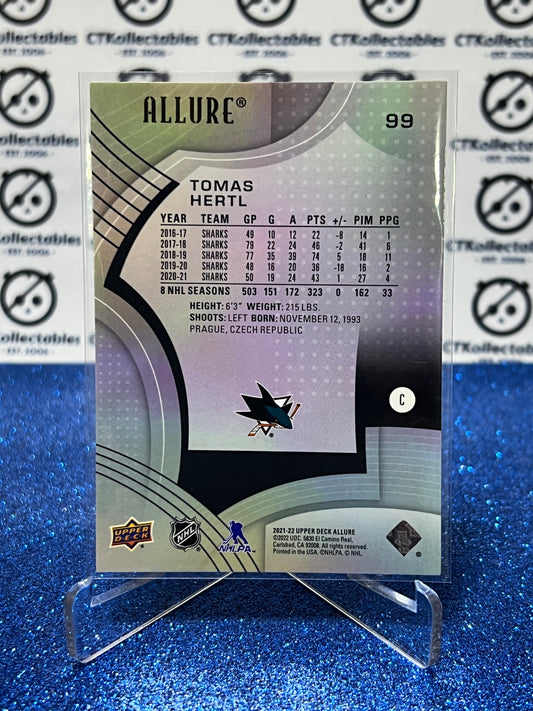 CTKollectables
EST. 2006
ALLURE®
99
TOMAS
HERTL
YEAR TEAM GP G A PTS +/- PIM PPG
2016-17 SHARKS 49 10 12 22 -8 14 1
2017-18 SHARKS 79 22 24 46 -2 41 6
2018-19 SHARKS 77 35 39 74 5 18 11
2019-20 SHARKS 48 16 20 36 -18 16 2
2020-21 SHARKS 50 19 24 43 1 27 4
8 NHL SEASONS 503 151 172 323 0 162 33
HEIGHT: 6'3" WEIGHT: 215 LBS.
SHOOTS: LEFT BORN: NOVEMBER 12, 1993
PRAGUE, CZECH REPUBLIC
C
UPPER DECK
NHL
NHLPA
2021-22 UPPER DECK ALLURE
©2022 UDC. 5830 El Camino Real,
Carlsbad, CA 92008. All rights reserved.
Printed in the USA. ©NHLPA. © NHL.